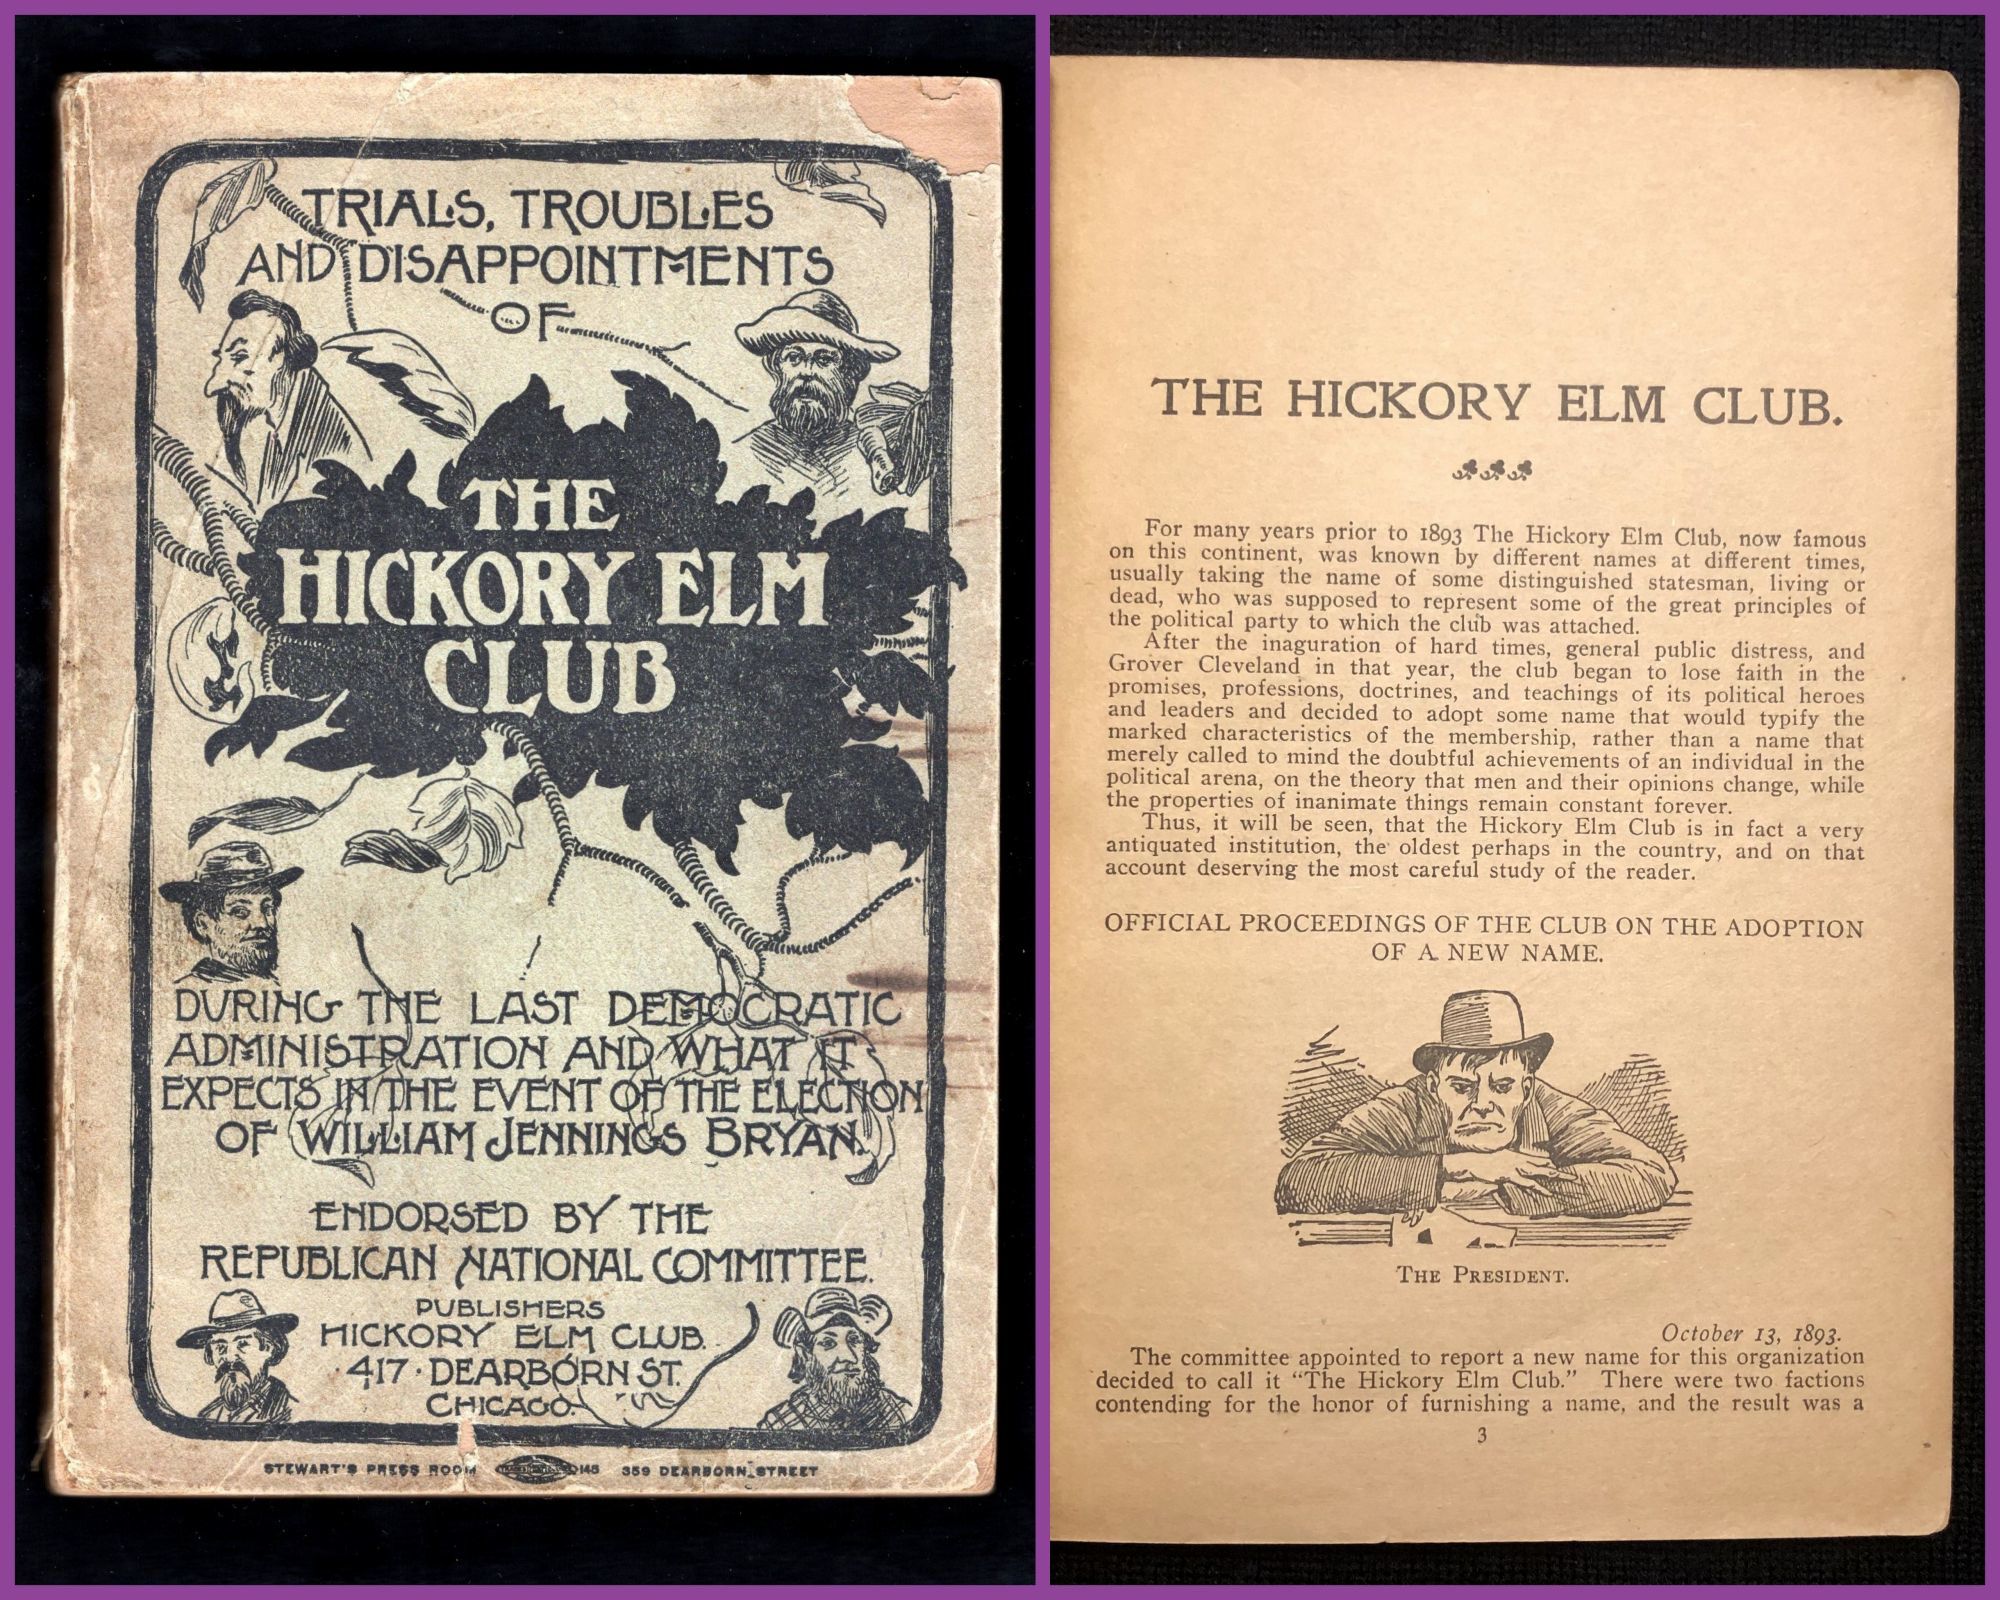 TRIALS, TROUBLES
AND DISAPPOINTMENTS
OF
THE
HICKORY ELM
CLUB
DURING THE LAST DEMOCRATIC
ADMINISTRATION AND WHAT IT
EXPECTS IN THE EVENT OF THE ELECTION
OF WILLIAM JENNINGS BRYAN.
ENDORSED BY THE
REPUBLICAN NATIONAL COMMITTEE.
PUBLISHERS
HICKORY ELM CLUB.
·417·DEARBORN ST.
CHICAGO.
STEWART'S PRESS ROOM 145 359 DEARBORN STREET
THE HICKORY ELM CLUB.
For many years prior to 1893 The Hickory Elm Club, now famous
on this continent, was known by different names at different times,
usually taking the name of some distinguished statesman, living or
dead, who was supposed to represent some of the great principles of
the political party to which the club was attached.
After the inaguration of hard times, general public distress, and
Grover Cleveland in that year, the club began to lose faith in the
promises, professions, doctrines, and teachings of its political heroes
and leaders and decided to adopt some name that would typify the
marked characteristics of the membership, rather than a name that
merely called to mind the doubtful achievements of an individual in the
political arena, on the theory that men and their opinions change, while
the properties of inanimate things remain constant forever.
Thus, it will be seen, that the Hickory Elm Club is in fact a very
antiquated institution, the oldest perhaps in the country, and on that
account deserving the most careful study of the reader.
OFFICIAL PROCEEDINGS OF THE CLUB ON THE ADOPTION
OF A NEW NAME.
THE PRESIDENT.
October 13, 1893.
The committee appointed to report a new name for this organization
decided to call it "The Hickory Elm Club." There were two factions
contending for the honor of furnishing a name, and the result was a
3